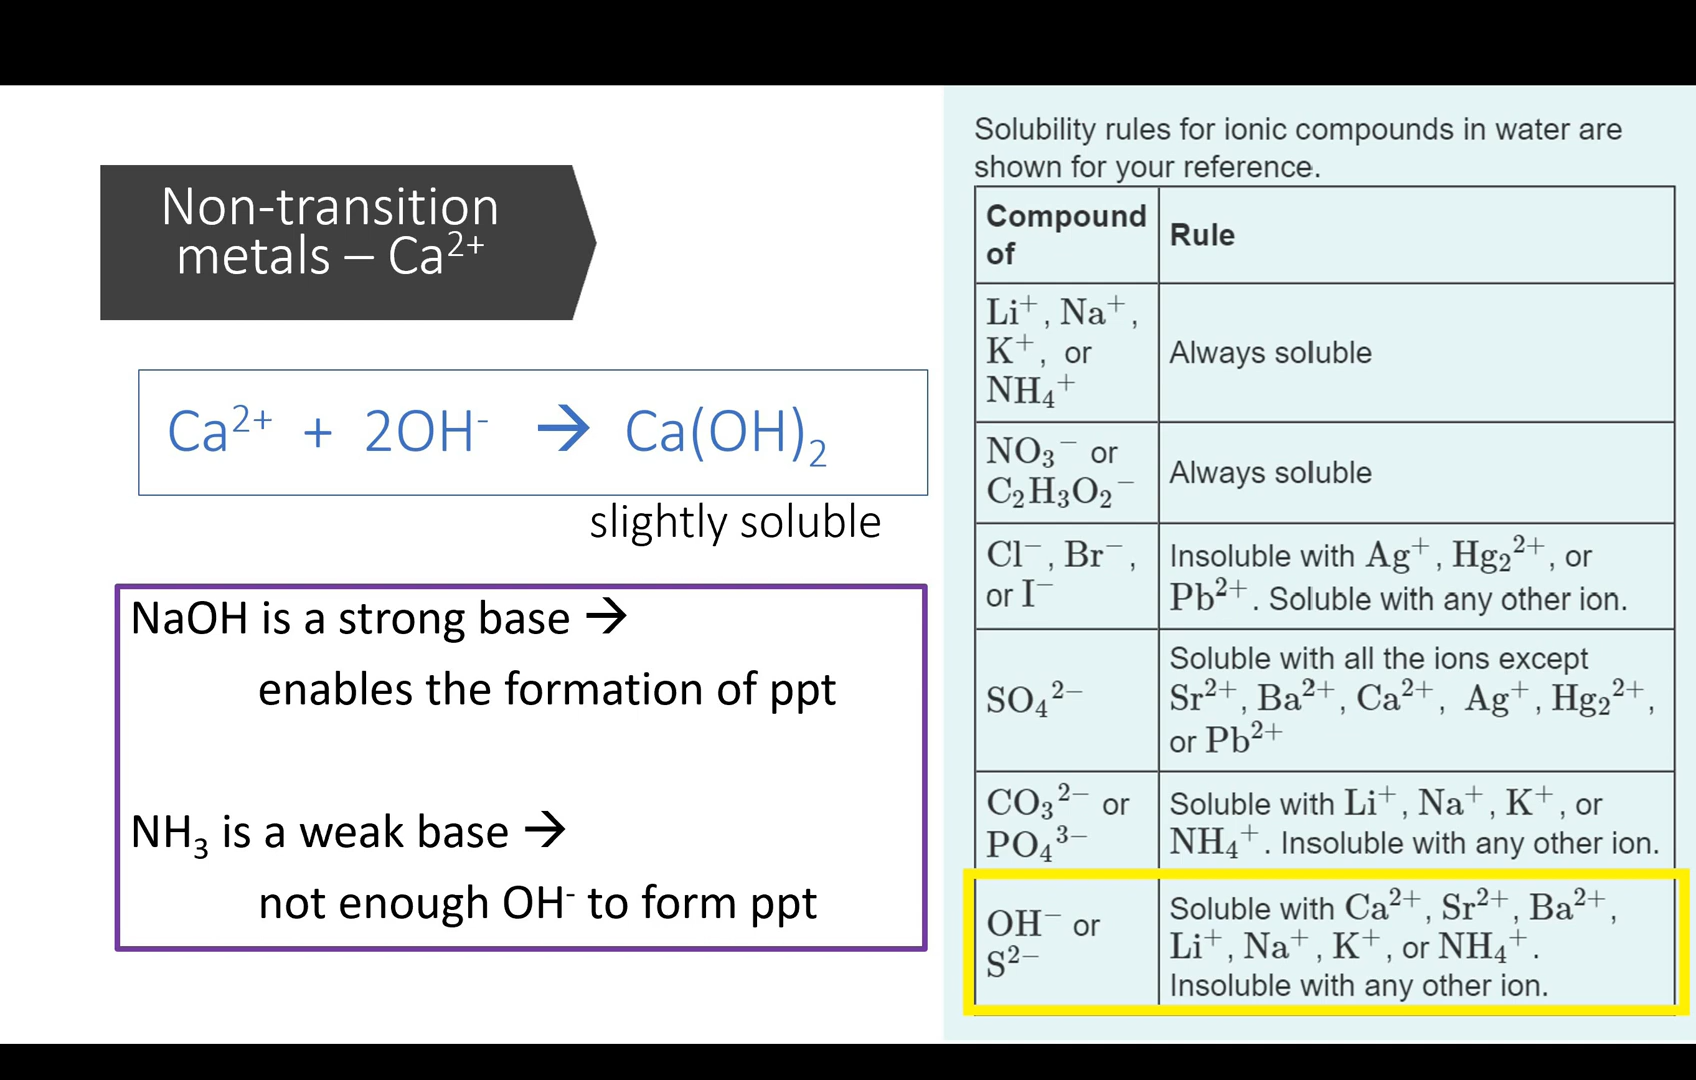 Non-transition
metals – Ca²⁺
Ca²⁺ + 2OH⁻ → Ca(OH)₂
slightly soluble
NaOH is a strong base →
enables the formation of ppt
NH₃ is a weak base →
not enough OH⁻ to form ppt
Solubility rules for ionic compounds in water are
shown for your reference.
Compound
of
Rule
Li⁺, Na⁺,
K⁺, or
NH₄⁺
Always soluble
NO₃⁻ or
C₂H₃O₂⁻
Always soluble
Cl⁻, Br⁻,
or I⁻
Insoluble with Ag⁺, Hg₂²⁺, or
Pb²⁺. Soluble with any other ion.
SO₄²⁻
Soluble with all the ions except
Sr²⁺, Ba²⁺, Ca²⁺, Ag⁺, Hg₂²⁺,
or Pb²⁺
CO₃²⁻ or
PO₄³⁻
Soluble with Li⁺, Na⁺, K⁺, or
NH₄⁺. Insoluble with any other ion.
OH⁻ or
S²⁻
Soluble with Ca²⁺, Sr²⁺, Ba²⁺,
Li⁺, Na⁺, K⁺, or NH₄⁺.
Insoluble with any other ion.